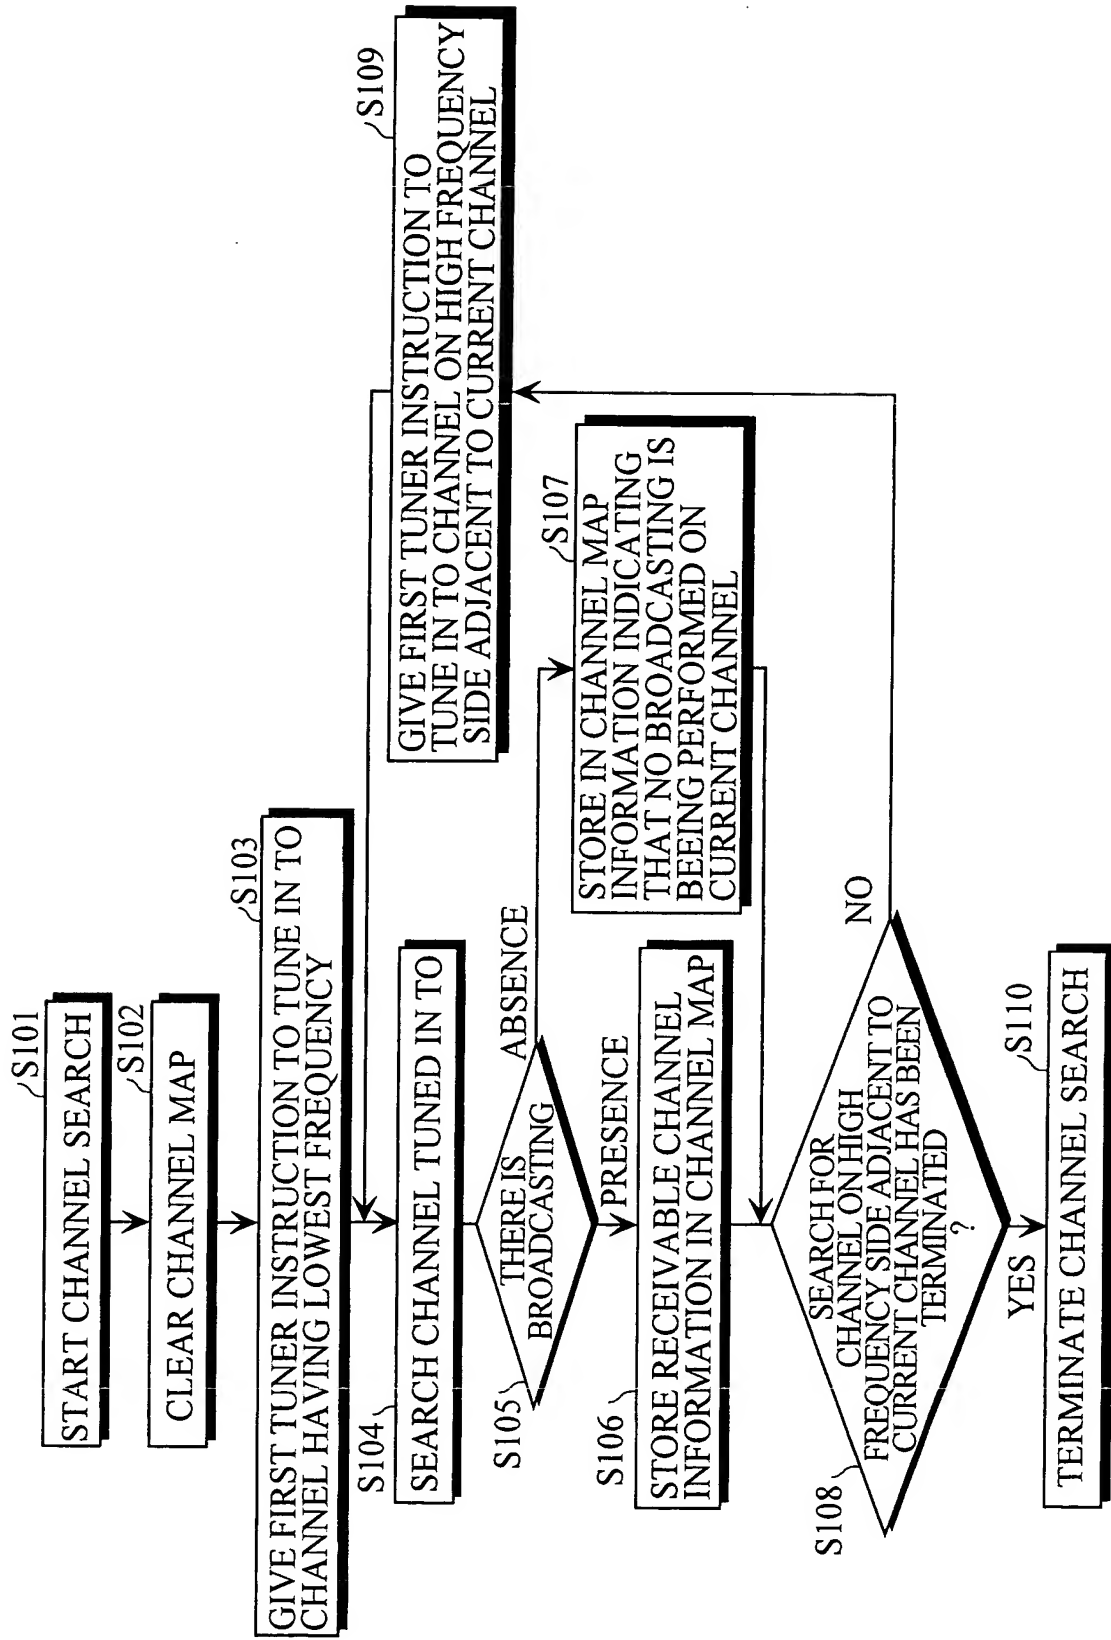 S101
START CHANNEL SEARCH
S102
CLEAR CHANNEL MAP
S103
GIVE FIRST TUNER INSTRUCTION TO TUNE IN TO
CHANNEL HAVING LOWEST FREQUENCY
S109
GIVE FIRST TUNER INSTRUCTION TO
TUNE IN TO CHANNEL ON HIGH FREQUENCY
SIDE ADJACENT TO CURRENT CHANNEL
S104
SEARCH CHANNEL TUNED IN TO
S105
THERE IS
BROADCASTING
ABSENCE
PRESENCE
S107
STORE IN CHANNEL MAP
INFORMATION INDICATING
THAT NO BROADCASTING IS
BEEING PERFORMED ON
CURRENT CHANNEL
S106
STORE RECEIVABLE CHANNEL
INFORMATION IN CHANNEL MAP
S108
SEARCH FOR
CHANNEL ON HIGH
FREQUENCY SIDE ADJACENT TO
CURRENT CHANNEL HAS BEEN
TERMINATED
?
NO
YES
S110
TERMINATE CHANNEL SEARCH